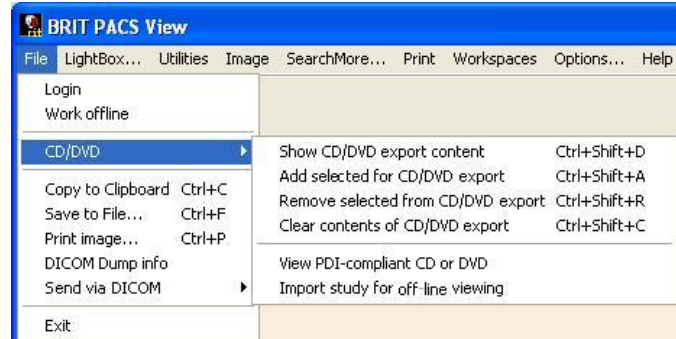 BRIT PACS View
File LightBox... Utilities Image SearchMore... Print Workspaces Options... Help
Login
Work offline
CD/DVD
Copy to Clipboard Ctrl+C
Save to File... Ctrl+F
Print image... Ctrl+P
DICOM Dump info
Send via DICOM
Exit
Show CD/DVD export content Ctrl+Shift+D
Add selected for CD/DVD export Ctrl+Shift+A
Remove selected from CD/DVD export Ctrl+Shift+R
Clear contents of CD/DVD export Ctrl+Shift+C
View PDI-compliant CD or DVD
Import study for off-line viewing